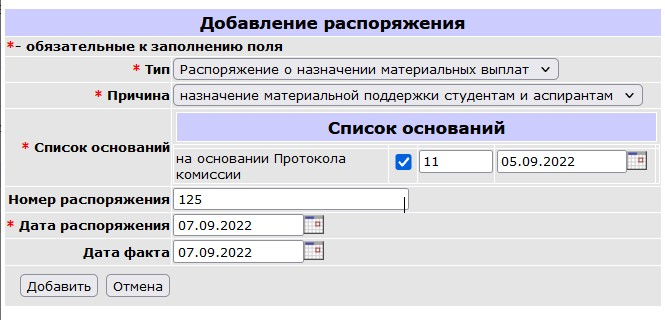 Добавление распоряжения
*- обязательные к заполнению поля
* Тип Распоряжение о назначении материальных выплат
* Причина назначение материальной поддержки студентам и аспирантам
Список оснований
* Список оснований
на основании Протокола комиссии 11 05.09.2022
Номер распоряжения 125
* Дата распоряжения 07.09.2022
Дата факта 07.09.2022
Добавить Отмена